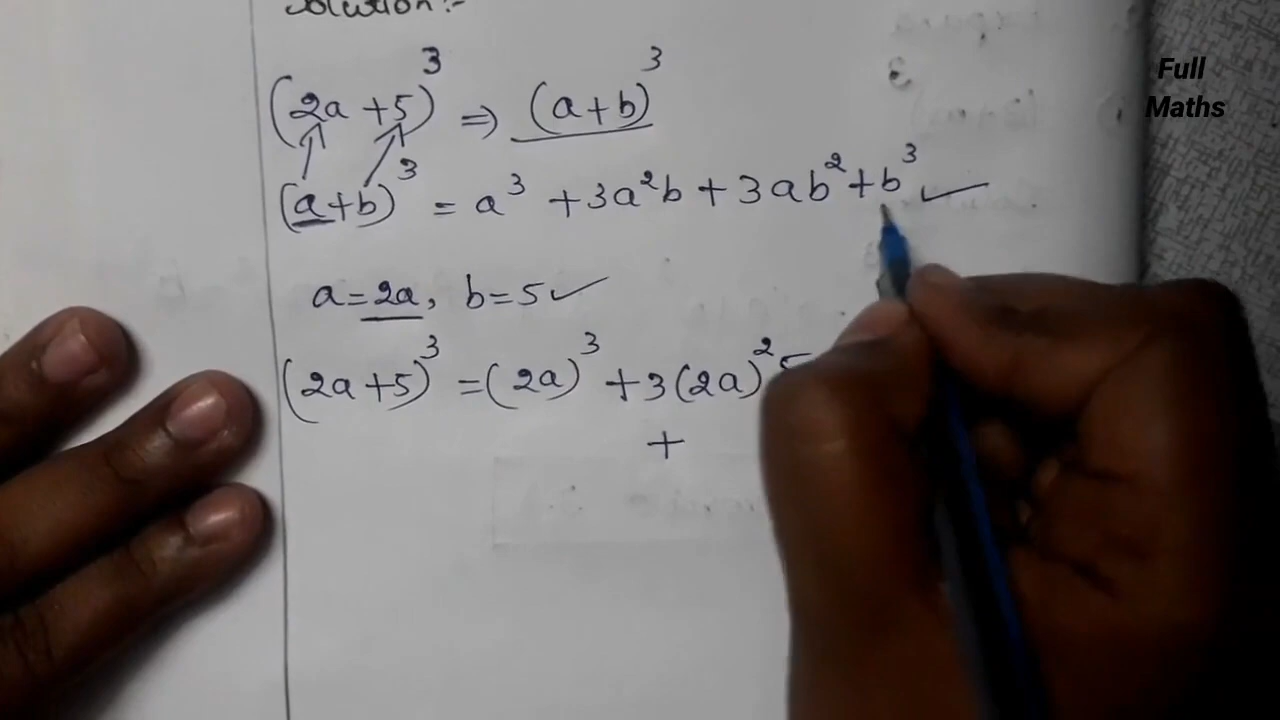 Solution:-
(2a+5)³ ⇒ (a+b)³
(a+b)³ = a³ + 3a²b + 3ab² + b³ ✓
a=2a, b=5 ✓
(2a+5)³ = (2a)³ + 3(2a)² 5
+
Full
Maths